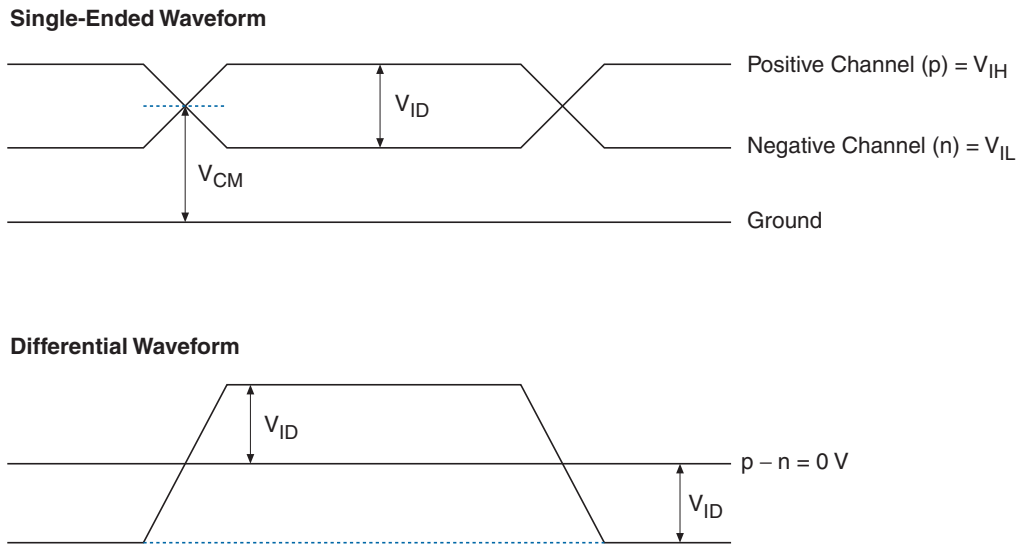 Single-Ended Waveform
Positive Channel (p) = VIH
VID
Negative Channel (n) = VIL
VCM
Ground
Differential Waveform
VID
p − n = 0 V
VID